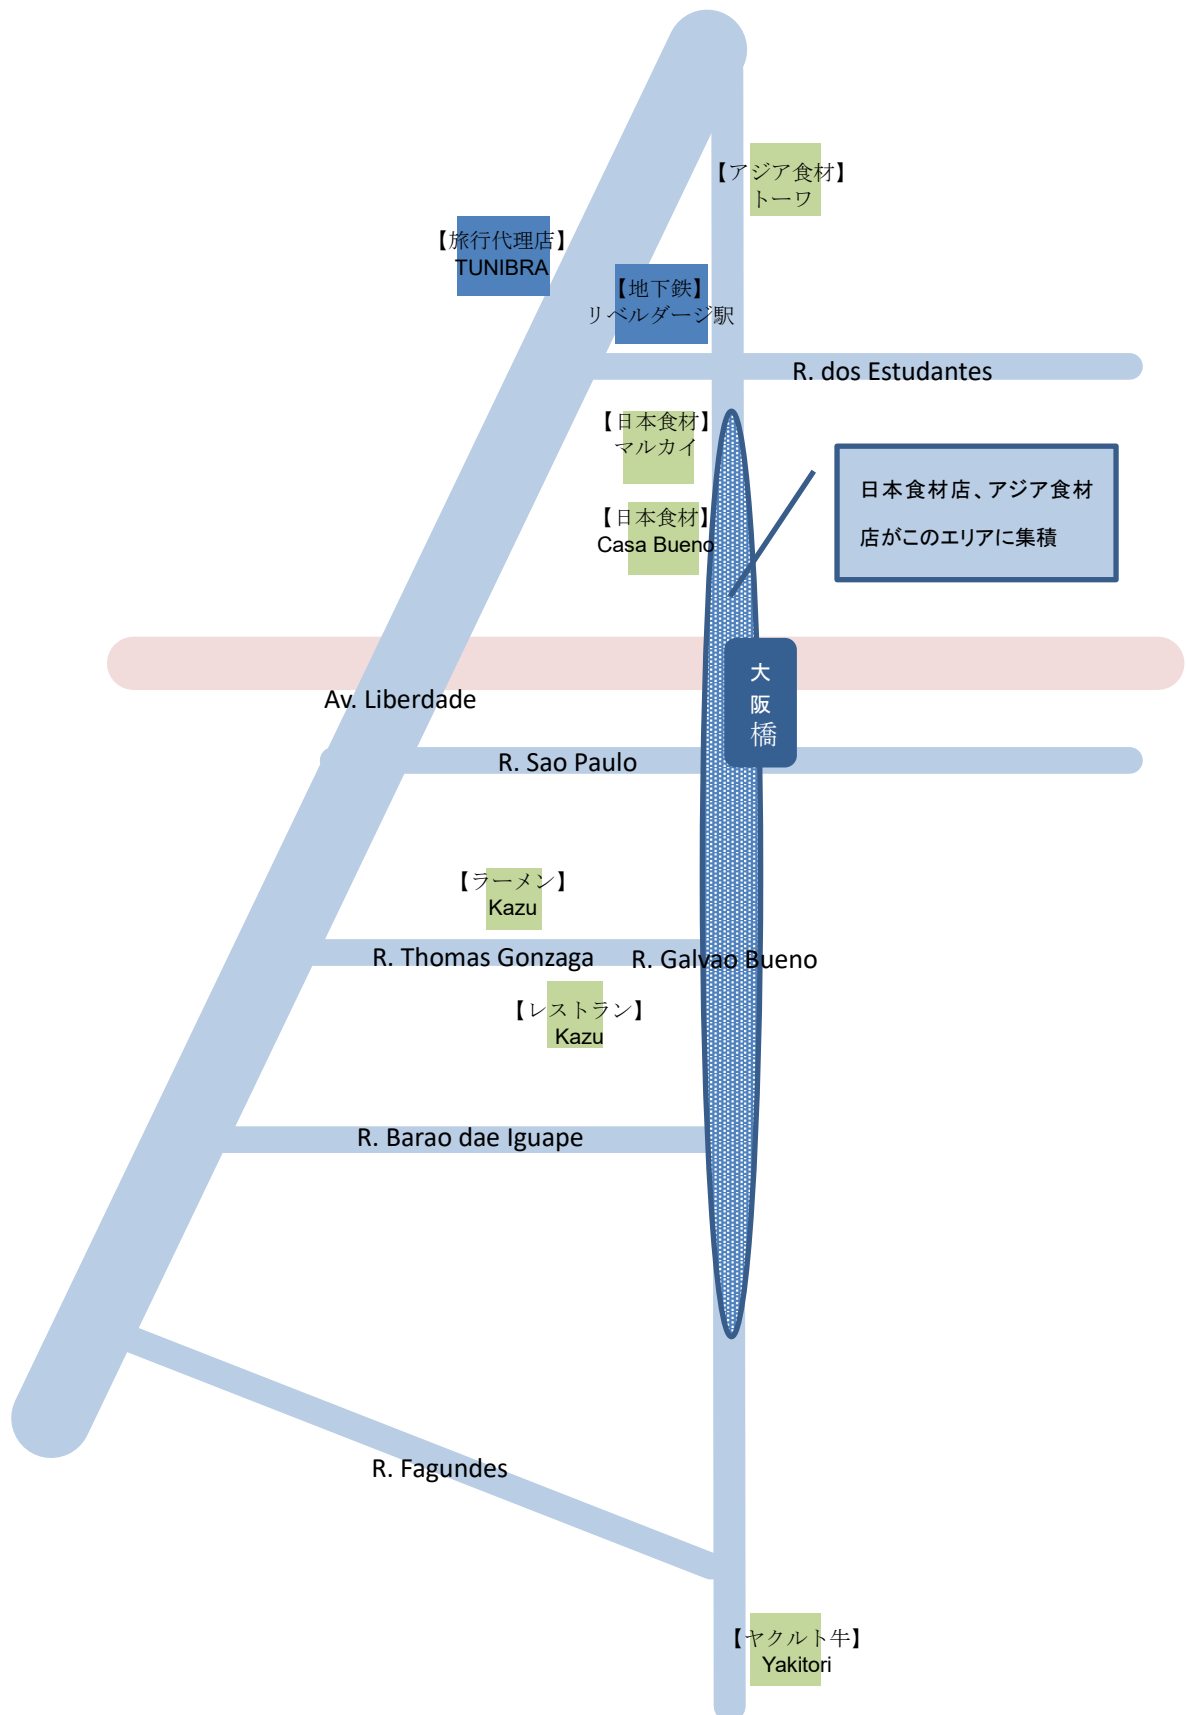 【アジア食材】
トーワ
【旅行代理店】
TUNIBRA
【地下鉄】
リベルダージ駅
R. dos Estudantes
【日本食材】
マルカイ
日本食材店、アジア食材
店がこのエリアに集積
【日本食材】
Casa Bueno
大
阪
橋
Av. Liberdade
R. Sao Paulo
【ラーメン】
Kazu
R. Thomas Gonzaga
R. Galvao Bueno
【レストラン】
Kazu
R. Barao dae Iguape
R. Fagundes
【ヤクルト牛】
Yakitori